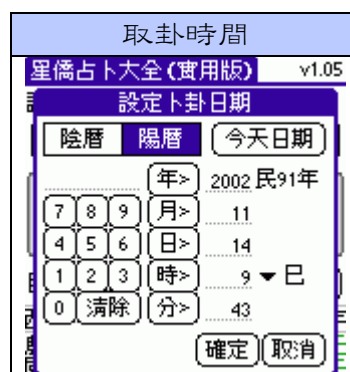 取卦時間
星僑占卜大全(實用版) v1.05
設定卜卦日期
陰曆 陽曆 今天日期
年> 2002 民91年
7 8 9 月> 11
4 5 6 日> 14
1 2 3 時> 9 ▼ 巳
0 清除 分> 43
確定 取消